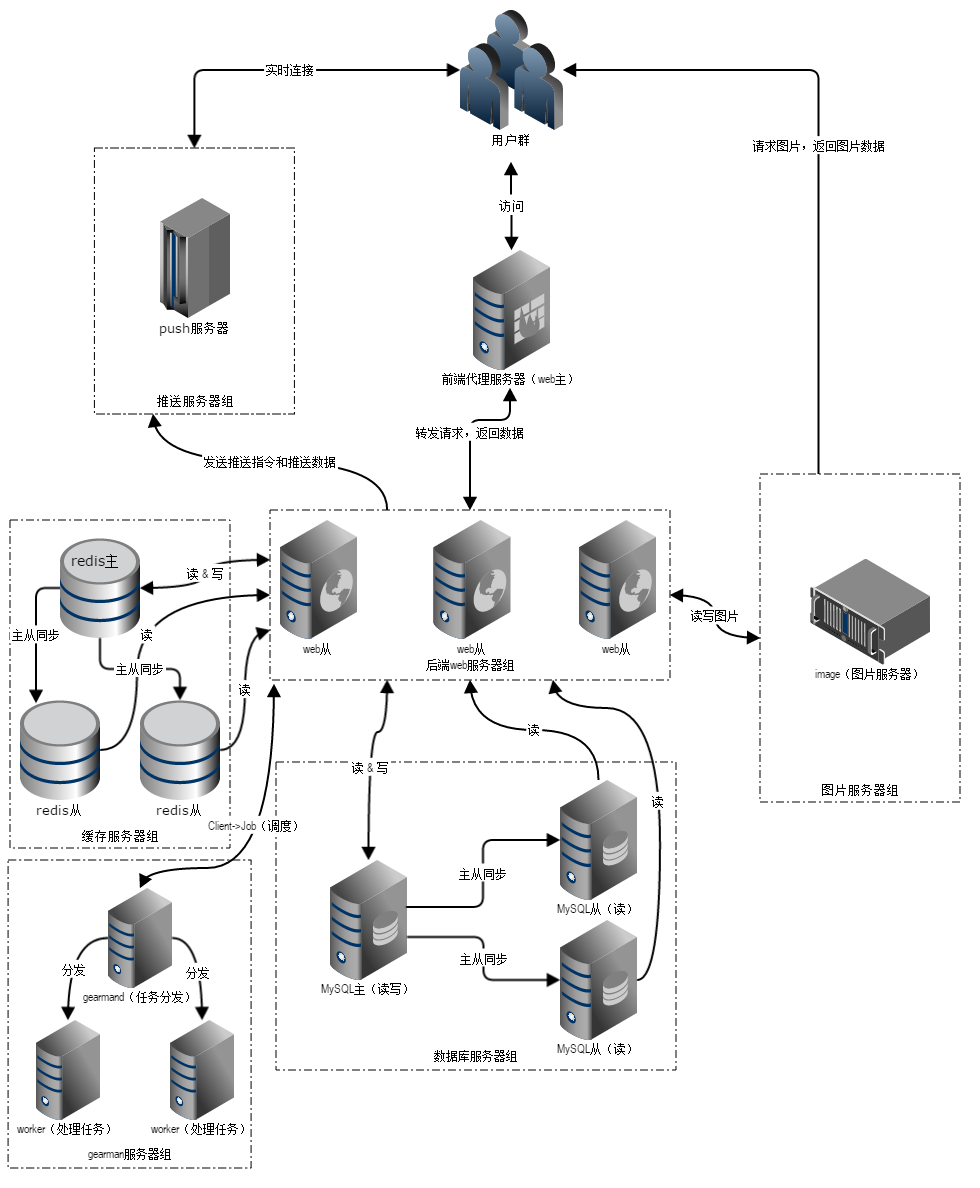 实时连接
用户群
请求图片，返回图片数据
访问
push服务器
前端代理服务器（web主）
推送服务器组
转发请求，返回数据
发送推送指令和推送数据
redis主
读 & 写
主从同步
读
主从同步
读
redis从
redis从
缓存服务器组
web从
web从
web从
后端web服务器组
读写图片
image（图片服务器）
图片服务器组
读
读 & 写
读
Client->Job（调度）
主从同步
MySQL从（读）
主从同步
MySQL主（读写）
MySQL从（读）
数据库服务器组
分发
分发
gearmand（任务分发）
worker（处理任务）
worker（处理任务）
gearman服务器组